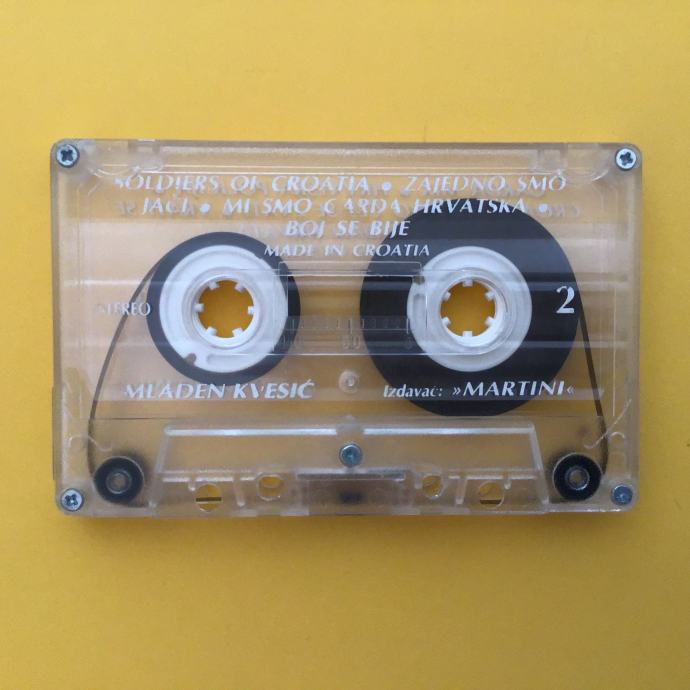 SOLDIERS OF CROATIA • ZAJEDNO SMO
JAČI • MI SMO GARDA HRVATSKA •
BOJ SE BIJE
MADE IN CROATIA
STEREO
2
MLADEN KVESIĆ
Izdavač: »MARTINI«